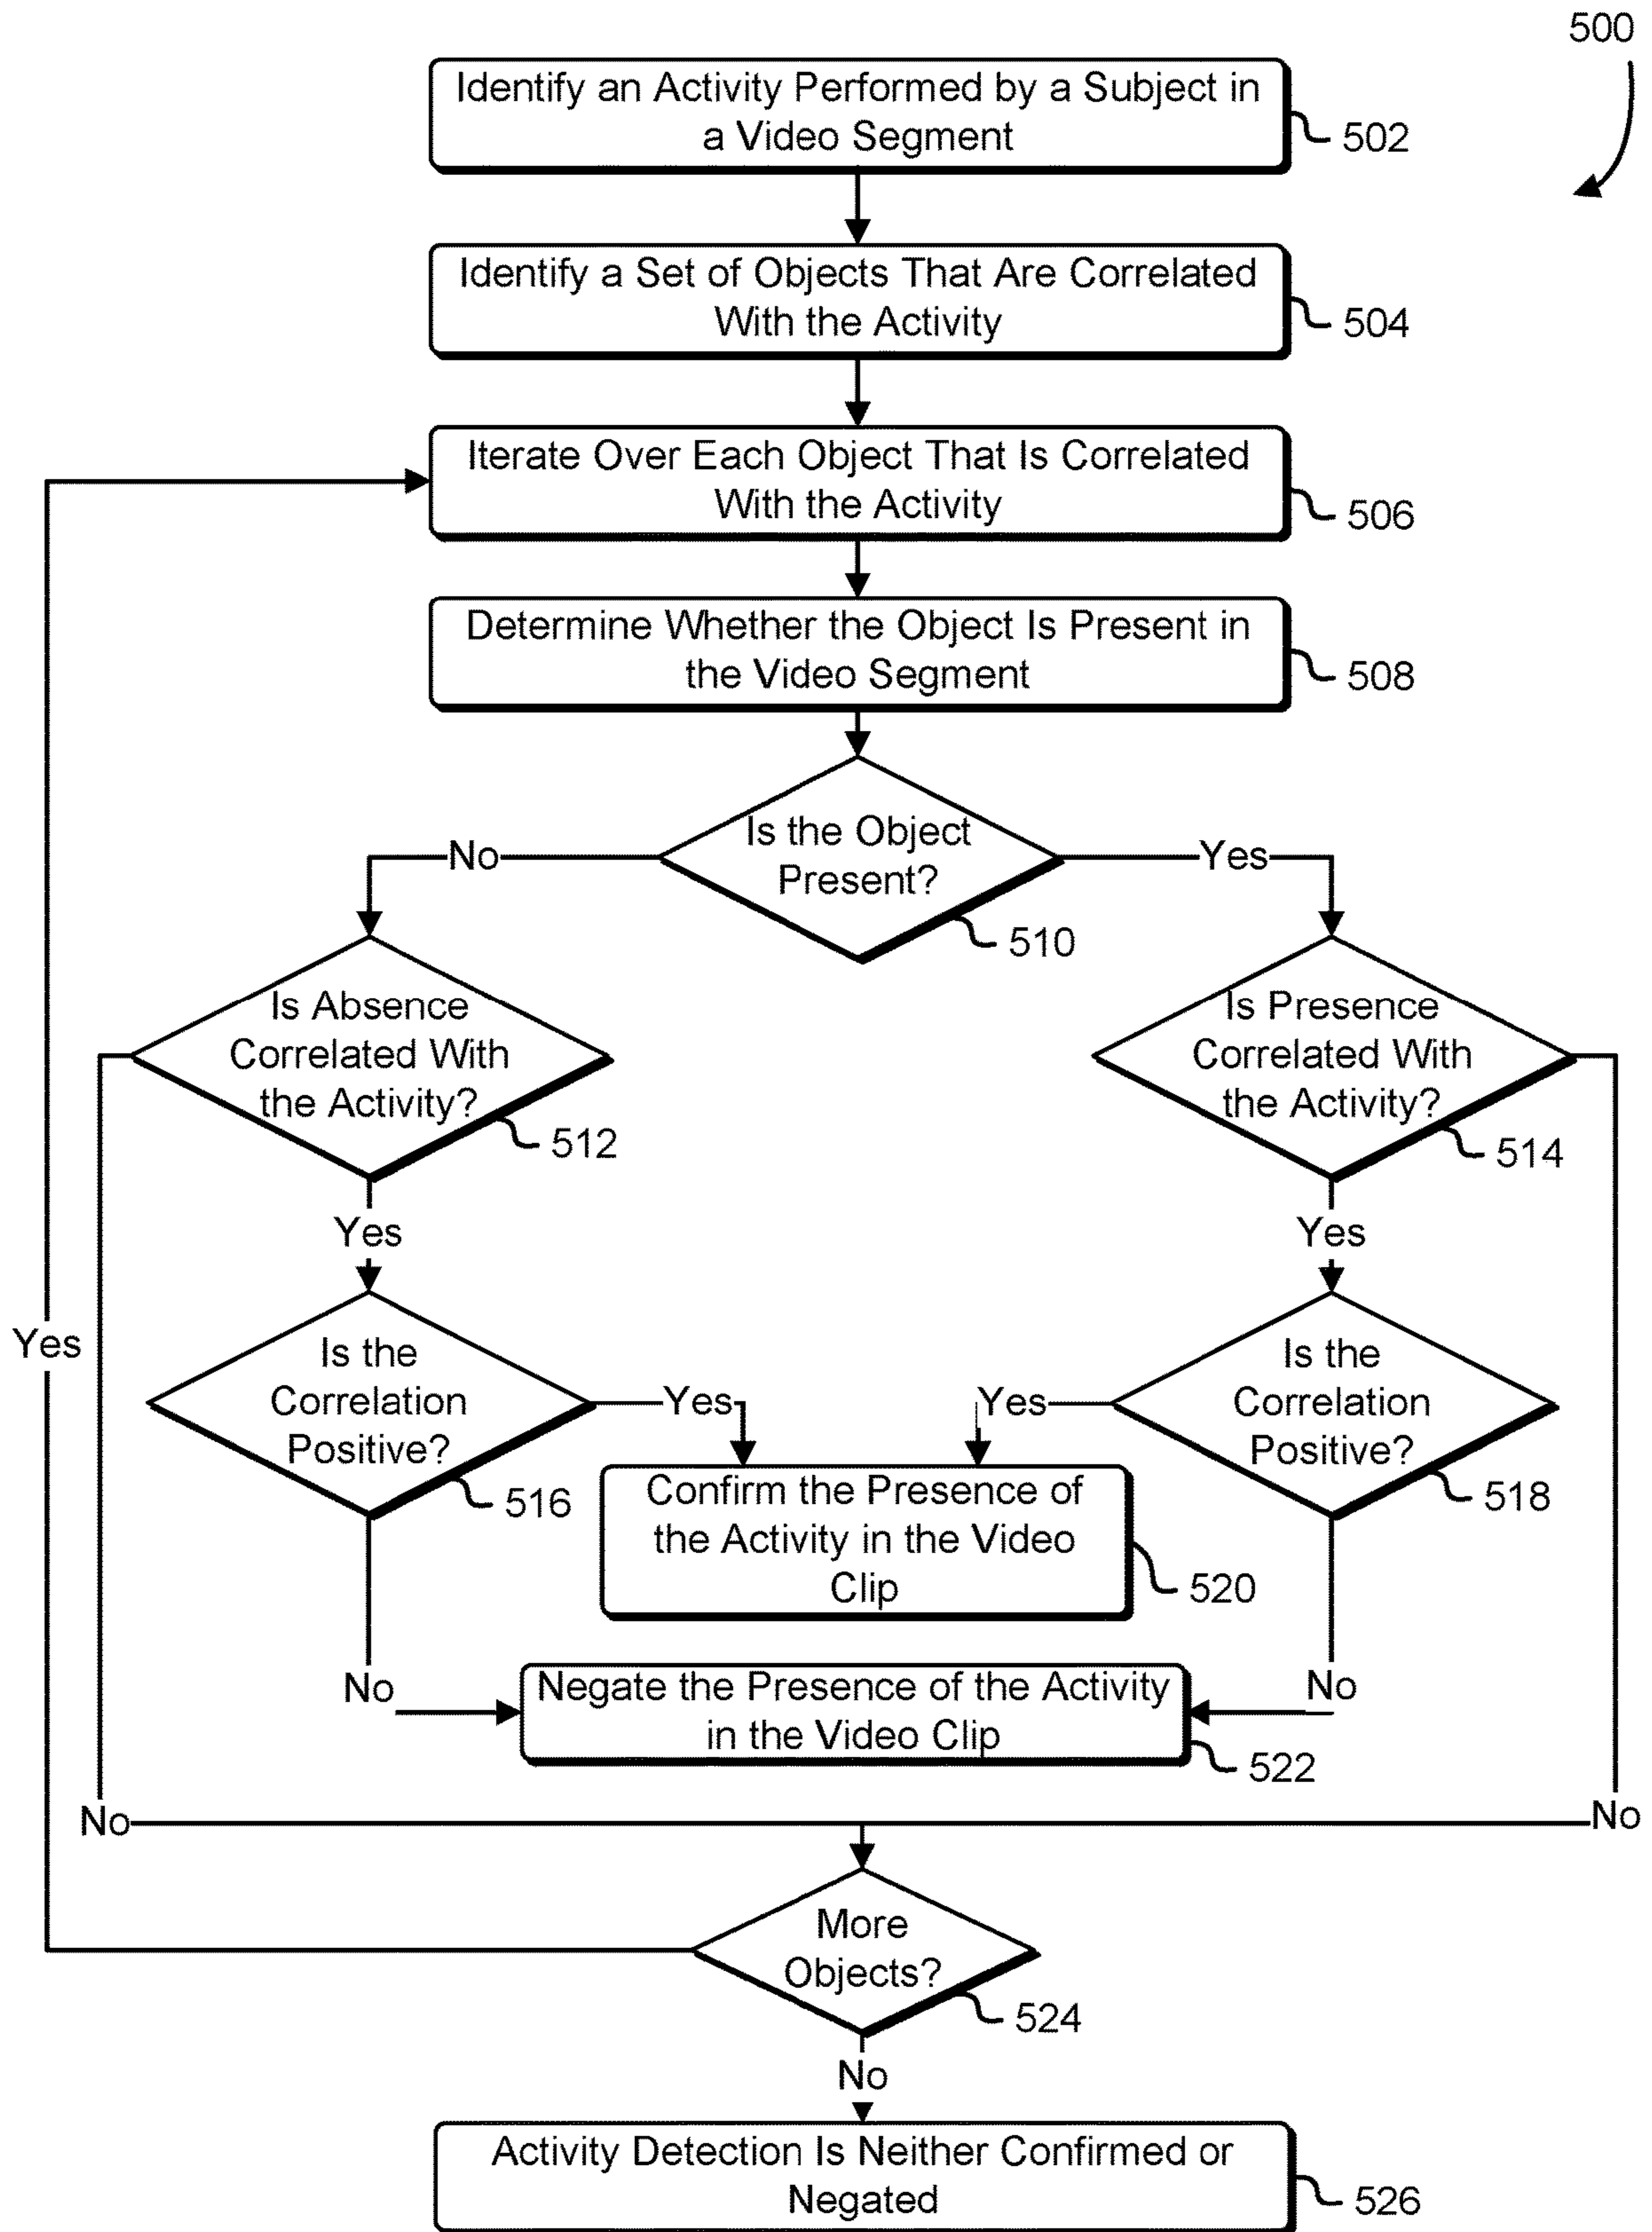 500
Identify an Activity Performed by a Subject in
a Video Segment
502
Identify a Set of Objects That Are Correlated
With the Activity
504
Iterate Over Each Object That Is Correlated
With the Activity
506
Determine Whether the Object Is Present in
the Video Segment
508
Is the Object
Present?
510
No
Yes
Is Absence
Correlated With
the Activity?
512
Is Presence
Correlated With
the Activity?
514
Yes
Yes
Yes
Is the
Correlation
Positive?
516
Yes
Yes
Is the
Correlation
Positive?
518
Confirm the Presence of
the Activity in the Video
Clip
520
No
No
Negate the Presence of the Activity
in the Video Clip
522
No
No
More
Objects?
524
No
Activity Detection Is Neither Confirmed or
Negated
526